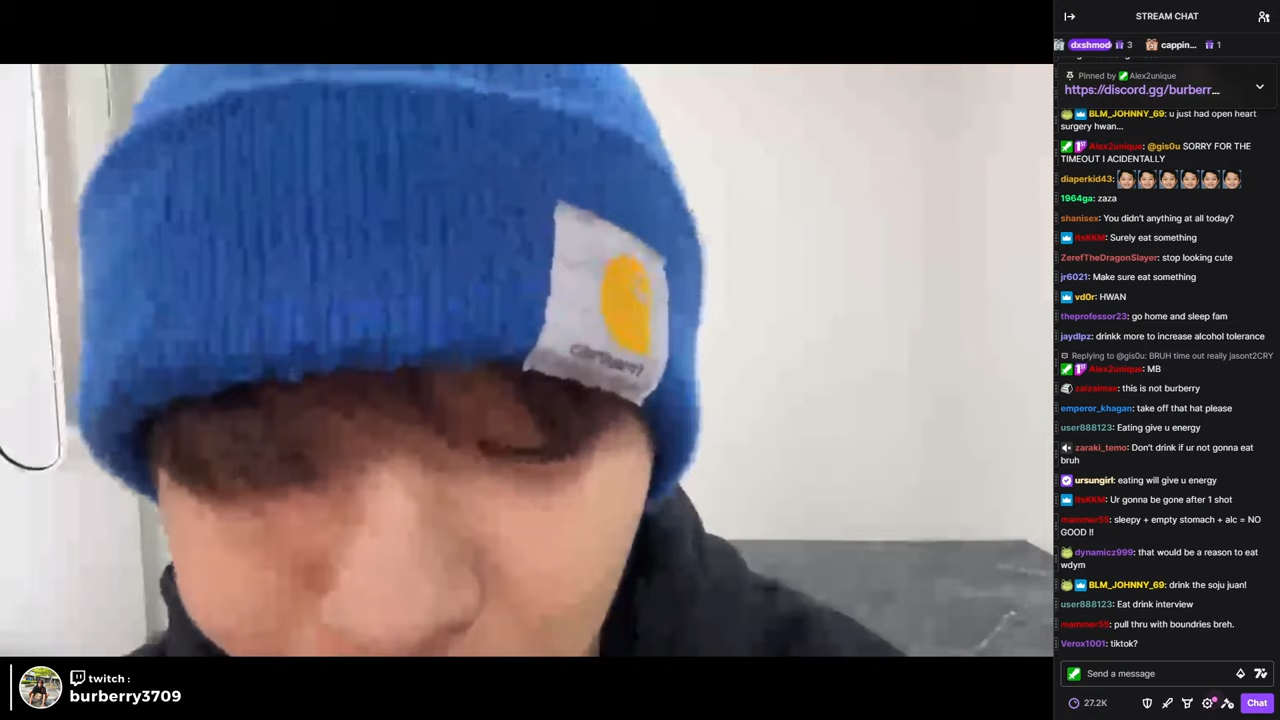 STREAM CHAT
dxshmod 3 cappin... 1
Pinned by Alex2unique
https://discord.gg/burberr...
BLM_JOHNNY_69: u just had open heart
surgery hwan...
Alex2unique: @gis0u SORRY FOR THE
TIMEOUT I ACIDENTALLY
diaperkid43:
1964ga: zaza
shanisex: You didn't anything at all today?
ItsKKM: Surely eat something
ZerefTheDragonSlayer: stop looking cute
jr6021: Make sure eat something
vd0r: HWAN
theprofessor23: go home and sleep fam
jaydlpz: drinkk more to increase alcohol tolerance
Replying to @gis0u: BRUH time out really jasont2CRY
Alex2unique: MB
zaizaimax: this is not burberry
emperor_khagan: take off that hat please
user888123: Eating give u energy
zaraki_temo: Don't drink if ur not gonna eat
bruh
ursungirl: eating will give u energy
ItsKKM: Ur gonna be gone after 1 shot
mammer55: sleepy + empty stomach + alc = NO
GOOD !!
dynamicz999: that would be a reason to eat
wdym
BLM_JOHNNY_69: drink the soju juan!
user888123: Eat drink interview
mammer55: pull thru with boundries breh.
Verox1001: tiktok?
Send a message
27.2K Chat
twitch :
burberry3709